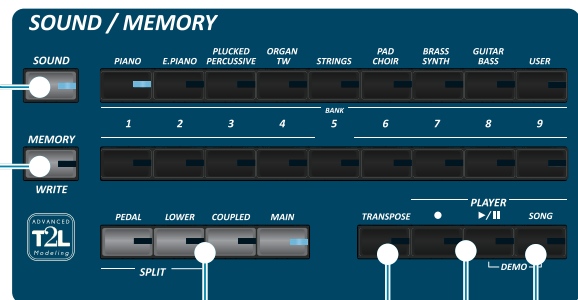 SOUND / MEMORY
SOUND
PIANO
E.PIANO
PLUCKED
PERCUSSIVE
ORGAN
TW
STRINGS
PAD
CHOIR
BRASS
SYNTH
GUITAR
BASS
USER
BANK
1 2 3 4 5 6 7 8 9
MEMORY
WRITE
PLAYER
ADVANCED
T2L
Modeling
PEDAL LOWER COUPLED MAIN TRANSPOSE ● ▶/❚❚ SONG
SPLIT
DEMO